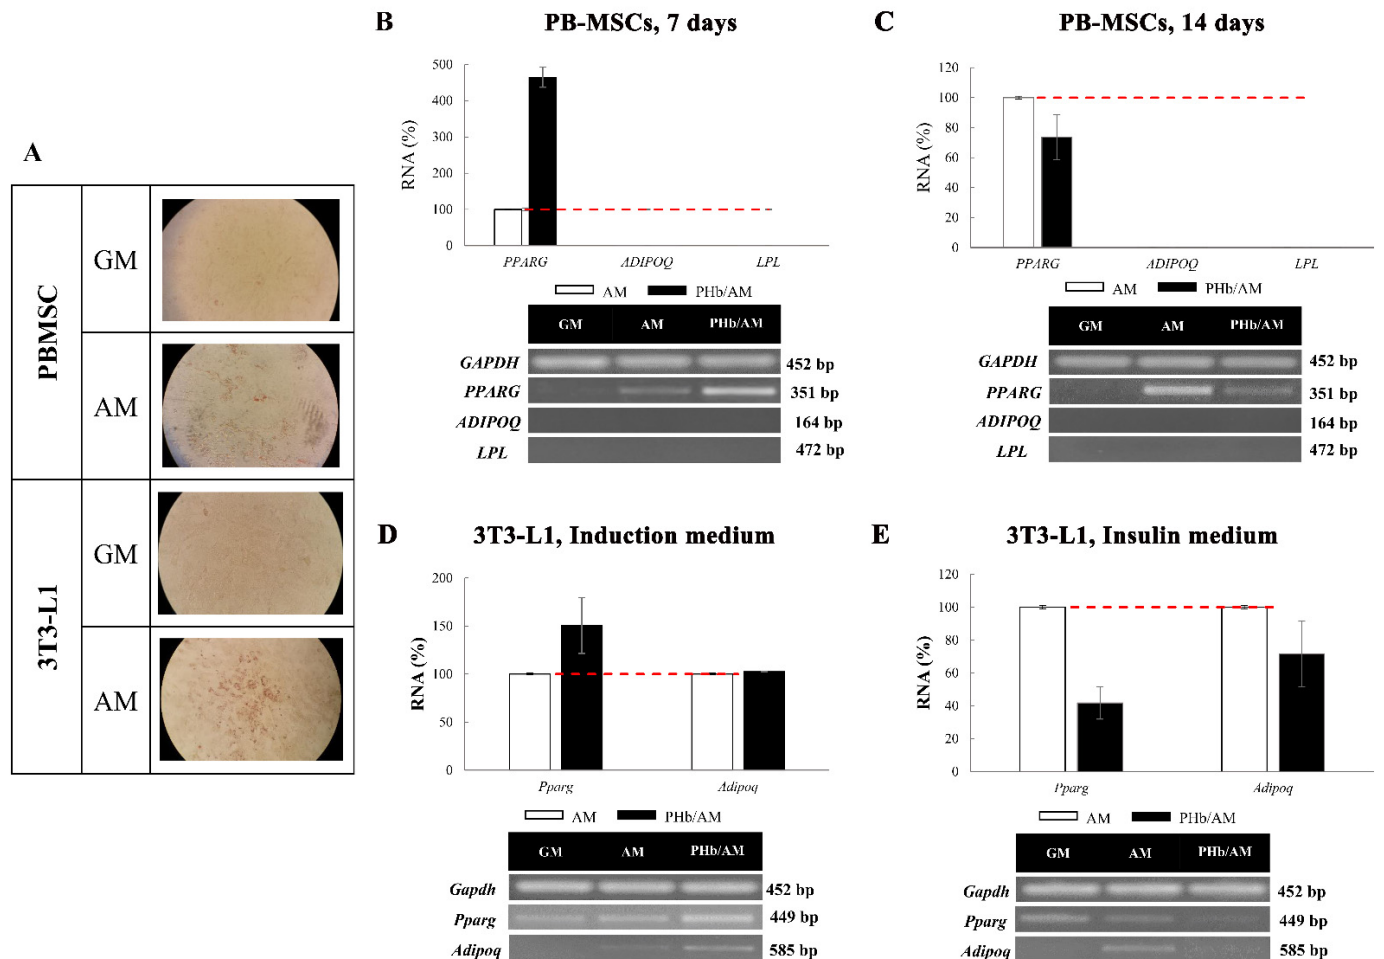 A
PBMSC
GM
AM
3T3-L1
GM
AM
B
PB-MSCs, 7 days
RNA (%)
500
400
300
200
100
0
PPARG ADIPOQ LPL
AM PHb/AM
GM AM PHb/AM
GAPDH 452 bp
PPARG 351 bp
ADIPOQ 164 bp
LPL 472 bp
C
PB-MSCs, 14 days
RNA (%)
120
100
80
60
40
20
0
PPARG ADIPOQ LPL
AM PHb/AM
GM AM PHb/AM
GAPDH 452 bp
PPARG 351 bp
ADIPOQ 164 bp
LPL 472 bp
D
3T3-L1, Induction medium
RNA (%)
200
150
100
50
0
Pparg Adipoq
AM PHb/AM
GM AM PHb/AM
Gapdh 452 bp
Pparg 449 bp
Adipoq 585 bp
E
3T3-L1, Insulin medium
RNA (%)
120
100
80
60
40
20
0
Pparg Adipoq
AM PHb/AM
GM AM PHb/AM
Gapdh 452 bp
Pparg 449 bp
Adipoq 585 bp